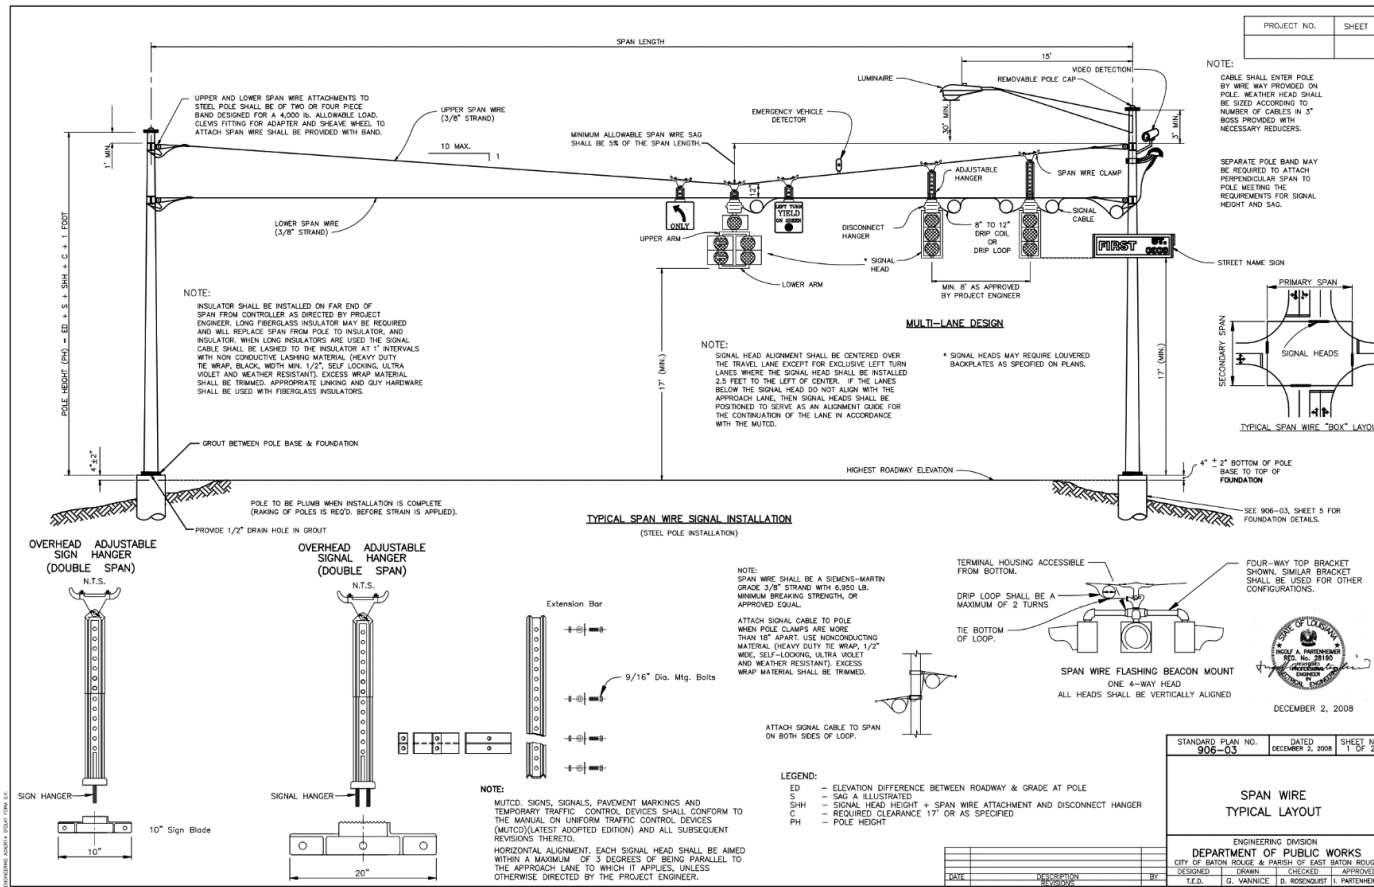 PROJECT NO.
SHEET
SPAN LENGTH
15'
LUMINAIRE
VIDEO DETECTION
REMOVABLE POLE CAP
NOTE:
CABLE SHALL ENTER POLE
BY WIRE WAY PROVIDED ON
POLE. WEATHER HEAD SHALL
BE SIZED ACCORDING TO
NUMBER OF CABLES IN 3"
BOSS PROVIDED WITH
NECESSARY REDUCERS.
SEPARATE POLE BAND MAY
BE REQUIRED TO ATTACH
PERPENDICULAR SPAN TO
POLE MEETING THE
REQUIREMENTS FOR SIGNAL
HEIGHT AND SAG.
UPPER AND LOWER SPAN WIRE ATTACHMENTS TO
STEEL POLE SHALL BE OF TWO OR FOUR PIECE
BAND DESIGNED FOR A 4,000 lb. ALLOWABLE LOAD.
CLEVIS FITTING FOR ADAPTER AND SHEAVE WHEEL TO
ATTACH SPAN WIRE SHALL BE PROVIDED WITH BAND.
UPPER SPAN WIRE
(3/8" STRAND)
10 MAX.
1
MINIMUM ALLOWABLE SPAN WIRE SAG
SHALL BE 5% OF THE SPAN LENGTH.
EMERGENCY VEHICLE
DETECTOR
30' MIN.
3' MIN.
1' MIN.
12"
ADJUSTABLE
HANGER
SPAN WIRE CLAMP
LOWER SPAN WIRE
(3/8" STRAND)
ONLY
LEFT TURN
YIELD
ON GREEN
UPPER ARM
LOWER ARM
DISCONNECT
HANGER
8" TO 12"
DRIP COIL
OR
DRIP LOOP
SIGNAL
CABLE
* SIGNAL
HEAD
MIN. 8' AS APPROVED
BY PROJECT ENGINEER
FIRST ST.
STREET NAME SIGN
MULTI-LANE DESIGN
POLE HEIGHT (PH) = ED + S + SHH + C + 1 FOOT
NOTE:
INSULATOR SHALL BE INSTALLED ON FAR END OF
SPAN FROM CONTROLLER AS DIRECTED BY PROJECT
ENGINEER. LONG FIBERGLASS INSULATOR MAY BE REQUIRED
AND WILL REPLACE SPAN FROM POLE TO INSULATOR, AND
INSULATOR. WHEN LONG INSULATORS ARE USED THE SIGNAL
CABLE SHALL BE LASHED TO THE INSULATOR AT 1' INTERVALS
WITH NON CONDUCTIVE LASHING MATERIAL (HEAVY DUTY
TIE WRAP, BLACK, WIDTH MIN. 1/2", SELF LOCKING, ULTRA
VIOLET AND WEATHER RESISTANT). EXCESS WRAP MATERIAL
SHALL BE TRIMMED. APPROPRIATE LINKING AND GUY HARDWARE
SHALL BE USED WITH FIBERGLASS INSULATORS.
17' (MIN.)
NOTE:
SIGNAL HEAD ALIGNMENT SHALL BE CENTERED OVER
THE TRAVEL LANE EXCEPT FOR EXCLUSIVE LEFT TURN
LANES WHERE THE SIGNAL HEAD SHALL BE INSTALLED
2.5 FEET TO THE LEFT OF CENTER. IF THE LANES
BELOW THE SIGNAL HEAD DO NOT ALIGN WITH THE
APPROACH LANE, THEN SIGNAL HEADS SHALL BE
POSITIONED TO SERVE AS AN ALIGNMENT GUIDE FOR
THE CONTINUATION OF THE LANE IN ACCORDANCE
WITH THE MUTCD.
* SIGNAL HEADS MAY REQUIRE LOUVERED
BACKPLATES AS SPECIFIED ON PLANS.
17' (MIN.)
PRIMARY SPAN
SECONDARY SPAN
SIGNAL HEADS
TYPICAL SPAN WIRE "BOX" LAYOU
GROUT BETWEEN POLE BASE & FOUNDATION
4"±2"
HIGHEST ROADWAY ELEVATION
4" ± 2" BOTTOM OF POLE
BASE TO TOP OF
FOUNDATION
POLE TO BE PLUMB WHEN INSTALLATION IS COMPLETE
(RAKING OF POLES IS REQ'D. BEFORE STRAIN IS APPLIED).
PROVIDE 1/2" DRAIN HOLE IN GROUT
TYPICAL SPAN WIRE SIGNAL INSTALLATION
(STEEL POLE INSTALLATION)
SEE 906-03, SHEET 5 FOR
FOUNDATION DETAILS.
OVERHEAD ADJUSTABLE
SIGN HANGER
(DOUBLE SPAN)
N.T.S.
SIGN HANGER
10" Sign Blade
10"
OVERHEAD ADJUSTABLE
SIGNAL HANGER
(DOUBLE SPAN)
N.T.S.
SIGNAL HANGER
20"
Extension Bar
9/16" Dia. Mtg. Bolts
NOTE:
MUTCD. SIGNS, SIGNALS, PAVEMENT MARKINGS AND
TEMPORARY TRAFFIC CONTROL DEVICES SHALL CONFORM TO
THE MANUAL ON UNIFORM TRAFFIC CONTROL DEVICES
(MUTCD)(LATEST ADOPTED EDITION) AND ALL SUBSEQUENT
REVISIONS THERETO.
HORIZONTAL ALIGNMENT. EACH SIGNAL HEAD SHALL BE AIMED
WITHIN A MAXIMUM OF 3 DEGREES OF BEING PARALLEL TO
THE APPROACH LANE TO WHICH IT APPLIES, UNLESS
OTHERWISE DIRECTED BY THE PROJECT ENGINEER.
NOTE:
SPAN WIRE SHALL BE A SIEMENS-MARTIN
GRADE 3/8" STRAND WITH 6,950 LB.
MINIMUM BREAKING STRENGTH, OR
APPROVED EQUAL.
ATTACH SIGNAL CABLE TO POLE
WHEN POLE CLAMPS ARE MORE
THAN 18" APART. USE NONCONDUCTING
MATERIAL (HEAVY DUTY TIE WRAP, 1/2"
WIDE, SELF-LOCKING, ULTRA VIOLET
AND WEATHER RESISTANT). EXCESS
WRAP MATERIAL SHALL BE TRIMMED.
ATTACH SIGNAL CABLE TO SPAN
ON BOTH SIDES OF LOOP.
TERMINAL HOUSING ACCESSIBLE
FROM BOTTOM.
DRIP LOOP SHALL BE A
MAXIMUM OF 2 TURNS
TIE BOTTOM
OF LOOP.
FOUR-WAY TOP BRACKET
SHOWN. SIMILAR BRACKET
SHALL BE USED FOR OTHER
CONFIGURATIONS.
SPAN WIRE FLASHING BEACON MOUNT
ONE 4-WAY HEAD
ALL HEADS SHALL BE VERTICALLY ALIGNED
STATE OF LOUISIANA
INGOLF A. PARTENHEIMER
REG. No. 28190
REGISTERED
PROFESSIONAL
ENGINEER
IN
ELECTRICAL ENGINEERING
DECEMBER 2, 2008
LEGEND:
ED – ELEVATION DIFFERENCE BETWEEN ROADWAY & GRADE AT POLE
S – SAG A ILLUSTRATED
SHH – SIGNAL HEAD HEIGHT + SPAN WIRE ATTACHMENT AND DISCONNECT HANGER
C – REQUIRED CLEARANCE 17' OR AS SPECIFIED
PH – POLE HEIGHT
STANDARD PLAN NO.
906-03
DATED
DECEMBER 2, 2008
SHEET N
1 OF 2
SPAN WIRE
TYPICAL LAYOUT
ENGINEERING DIVISION
DEPARTMENT OF PUBLIC WORKS
CITY OF BATON ROUGE & PARISH OF EAST BATON ROUG
DESIGNED DRAWN CHECKED APPROVE
T.E.D. G. VANNICE D. ROSENQUIST I. PARTENHEI
DATE DESCRIPTION BY
REVISIONS